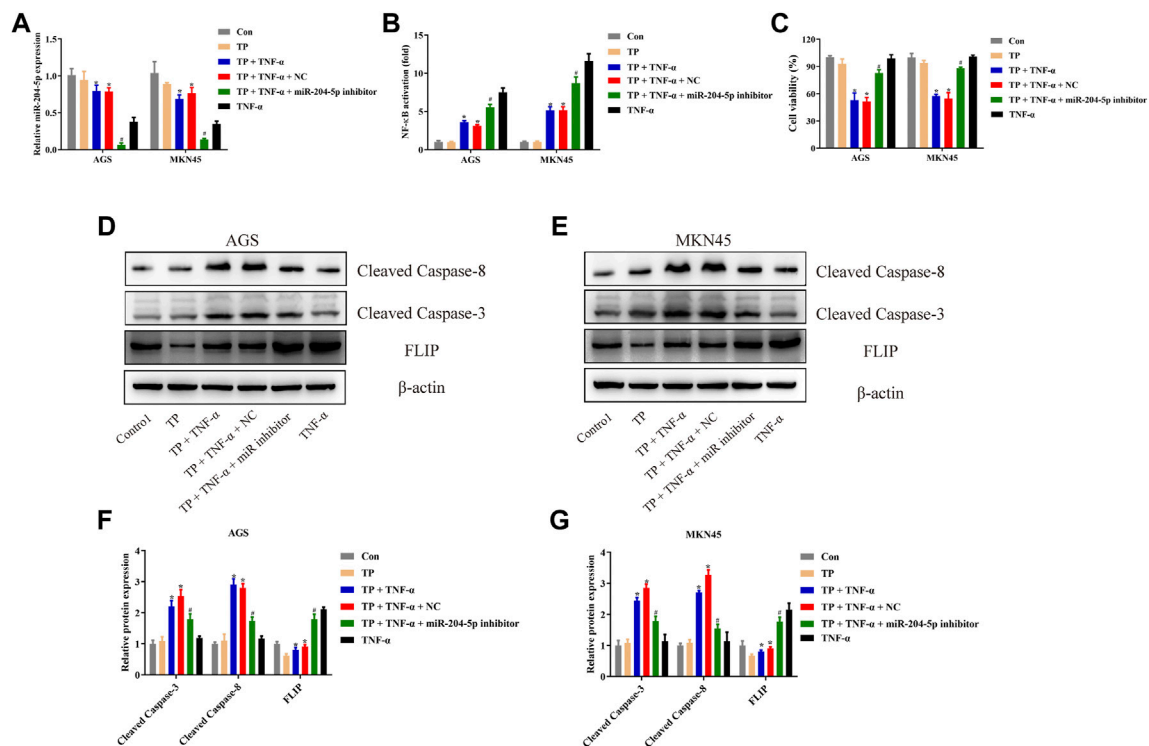 A
Relative miR-204-5p expression
1.5
1.0
0.5
0.0
AGS
MKN45
Con
TP
TP + TNF-α
TP + TNF-α + NC
TP + TNF-α + miR-204-5p inhibitor
TNF-α
* * # * * #
B
NF-κB activation (fold)
15
10
5
0
AGS
MKN45
Con
TP
TP + TNF-α
TP + TNF-α + NC
TP + TNF-α + miR-204-5p inhibitor
TNF-α
C
Cell viability (%)
120
90
60
30
0
AGS
MKN45
Con
TP
TP + TNF-α
TP + TNF-α + NC
TP + TNF-α + miR-204-5p inhibitor
TNF-α
* * # * * #
D
AGS
Cleaved Caspase-8
Cleaved Caspase-3
FLIP
β-actin
Control
TP
TP + TNF-α
TP + TNF-α + NC
TP + TNF-α + miR inhibitor
TNF-α
E
MKN45
Cleaved Caspase-8
Cleaved Caspase-3
FLIP
β-actin
Control
TP
TP + TNF-α
TP + TNF-α + NC
TP + TNF-α + miR inhibitor
TNF-α
F
AGS
Relative protein expression
4
3
2
1
0
* * # * * # * * #
Cleaved Caspase-3
Cleaved Caspase-8
FLIP
Con
TP
TP + TNF-α
TP + TNF-α + NC
TP + TNF-α + miR-204-5p inhibitor
TNF-α
G
MKN45
Relative protein expression
4
3
2
1
0
* * # * * # * * #
Cleaved Caspase-3
Cleaved Caspase-8
FLIP
Con
TP
TP + TNF-α
TP + TNF-α + NC
TP + TNF-α + miR-204-5p inhibitor
TNF-α